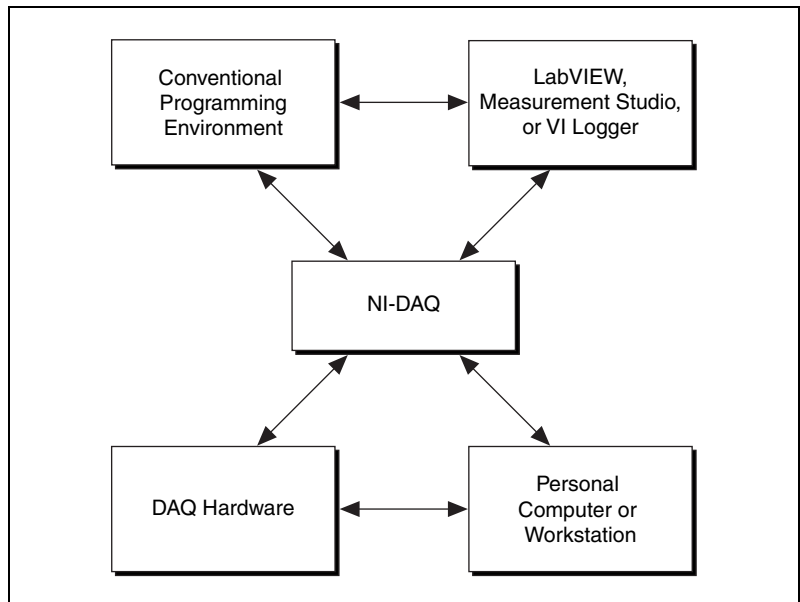 Conventional
Programming
Environment
LabVIEW,
Measurement Studio,
or VI Logger
NI-DAQ
DAQ Hardware
Personal
Computer or
Workstation